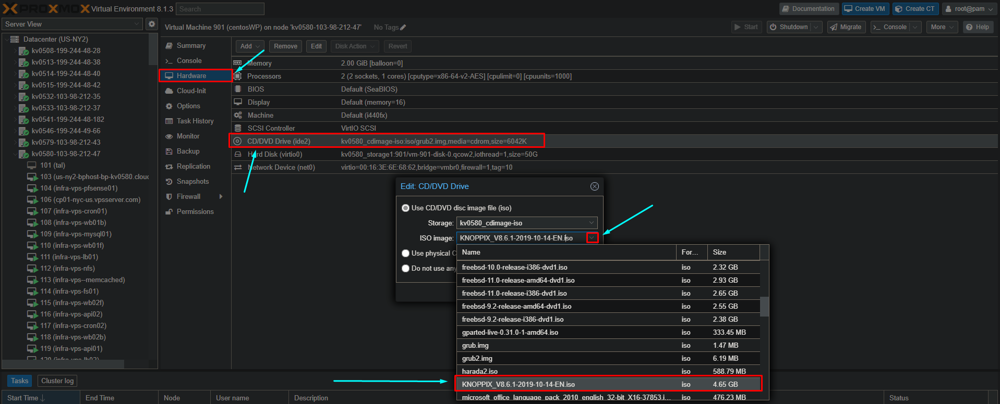 PROXMOX Virtual Environment 8.1.3 Search Documentation Create VM Create CT root@pam
Server View
Virtual Machine 901 (centosWP) on node 'kv0580-103-98-212-47' No Tags Start Shutdown Migrate Console More Help
Datacenter (US-NY2)
kv0508-199-244-48-28
kv0513-199-244-48-38
kv0514-199-244-48-40
kv0515-199-244-48-42
kv0532-103-98-212-35
kv0533-103-98-212-37
kv0541-199-244-48-182
kv0546-199-244-49-66
kv0579-103-98-212-43
kv0580-103-98-212-47
101 (tal)
103 (us-ny2-bphost-bp-kv0580.cloud
104 (infra-vps-pfsense01)
106 (cp01-nyc-us.vpsserver.com)
107 (infra-vps-cron01)
108 (infra-vps-wb01b)
109 (infra-vps-mysql01)
110 (infra-vps-wb01f)
111 (infra-vps-lb01)
112 (infra-vps-nfs)
113 (infra-vps--memcached)
114 (infra-vps-fs01)
115 (infra-vps-wb02f)
116 (infra-vps-api02)
117 (infra-vps-cron02)
118 (infra-vps-wb02b)
119 (infra-vps-api01)
120 (infra-vps-lb02)
Summary
Console
Hardware
Cloud-Init
Options
Task History
Monitor
Backup
Replication
Snapshots
Firewall
Permissions
Add Remove Edit Disk Action Revert
Memory 2.00 GiB [balloon=0]
Processors 2 (2 sockets, 1 cores) [cputype=x86-64-v2-AES] [cpulimit=0] [cpuunits=1000]
BIOS Default (SeaBIOS)
Display Default (memory=16)
Machine Default (i440fx)
SCSI Controller VirtIO SCSI
CD/DVD Drive (ide2) kv0580_cdimage-iso:iso/grub2.img,media=cdrom,size=6042K
Hard Disk (virtio0) kv0580_storage1:901/vm-901-disk-0.qcow2,iothread=1,size=50G
Network Device (net0) virtio=00:16:3E:6E:68:62,bridge=vmbr0,firewall=1,tag=10
Edit: CD/DVD Drive
Use CD/DVD disc image file (iso)
Storage: kv0580_cdimage-iso
ISO image: KNOPPIX_V8.6.1-2019-10-14-EN.iso
Use physical C
Do not use any
Name For... Size
freebsd-10.0-release-i386-dvd1.iso iso 2.32 GB
freebsd-11.0-release-amd64-dvd1.iso iso 2.93 GB
freebsd-11.0-release-i386-dvd1.iso iso 2.65 GB
freebsd-9.2-release-amd64-dvd1.iso iso 2.55 GB
freebsd-9.2-release-i386-dvd1.iso iso 2.38 GB
gparted-live-0.31.0-1-amd64.iso iso 333.45 MB
grub.img iso 1.47 MB
grub2.img iso 6.19 MB
harada2.iso iso 588.79 MB
KNOPPIX_V8.6.1-2019-10-14-EN.iso iso 4.65 GB
microsoft_office_language_pack_2010_english_32-bit_X16-37853.i... iso 476.23 MB
Tasks Cluster log
Start Time End Time Node User name Description Status